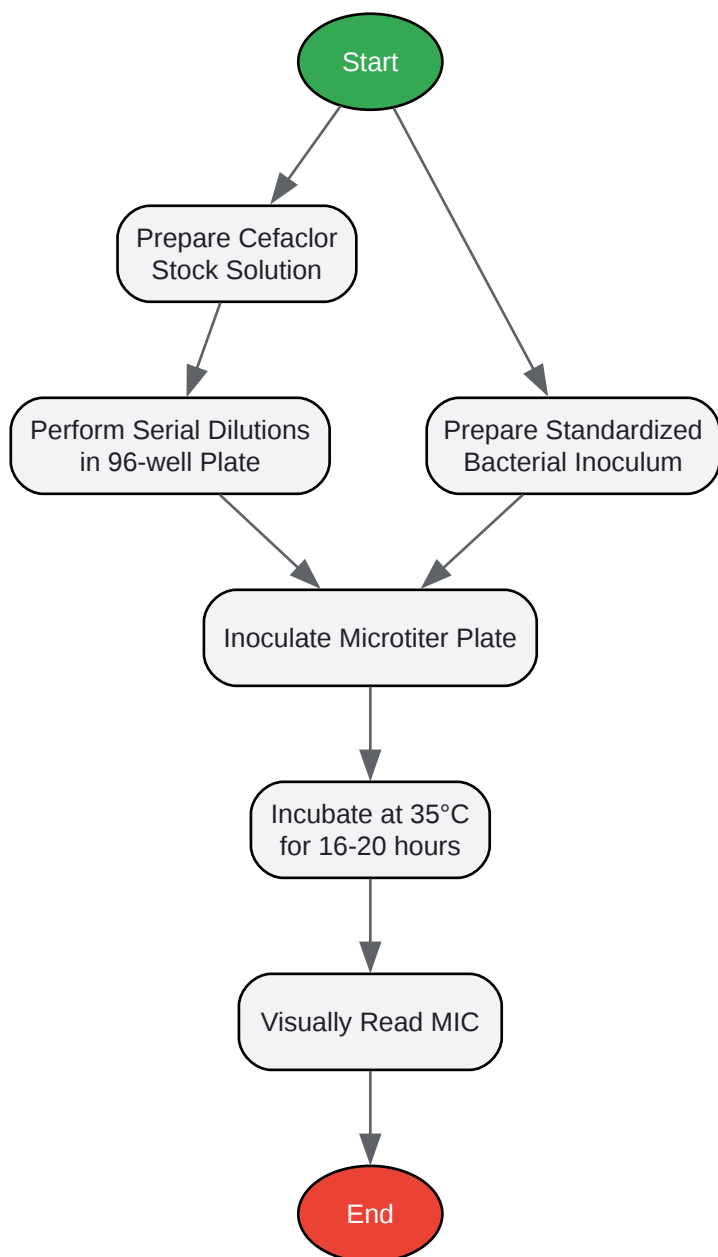 Start
Prepare Cefaclor
Stock Solution
Perform Serial Dilutions
in 96-well Plate
Prepare Standardized
Bacterial Inoculum
Inoculate Microtiter Plate
Incubate at 35°C
for 16-20 hours
Visually Read MIC
End